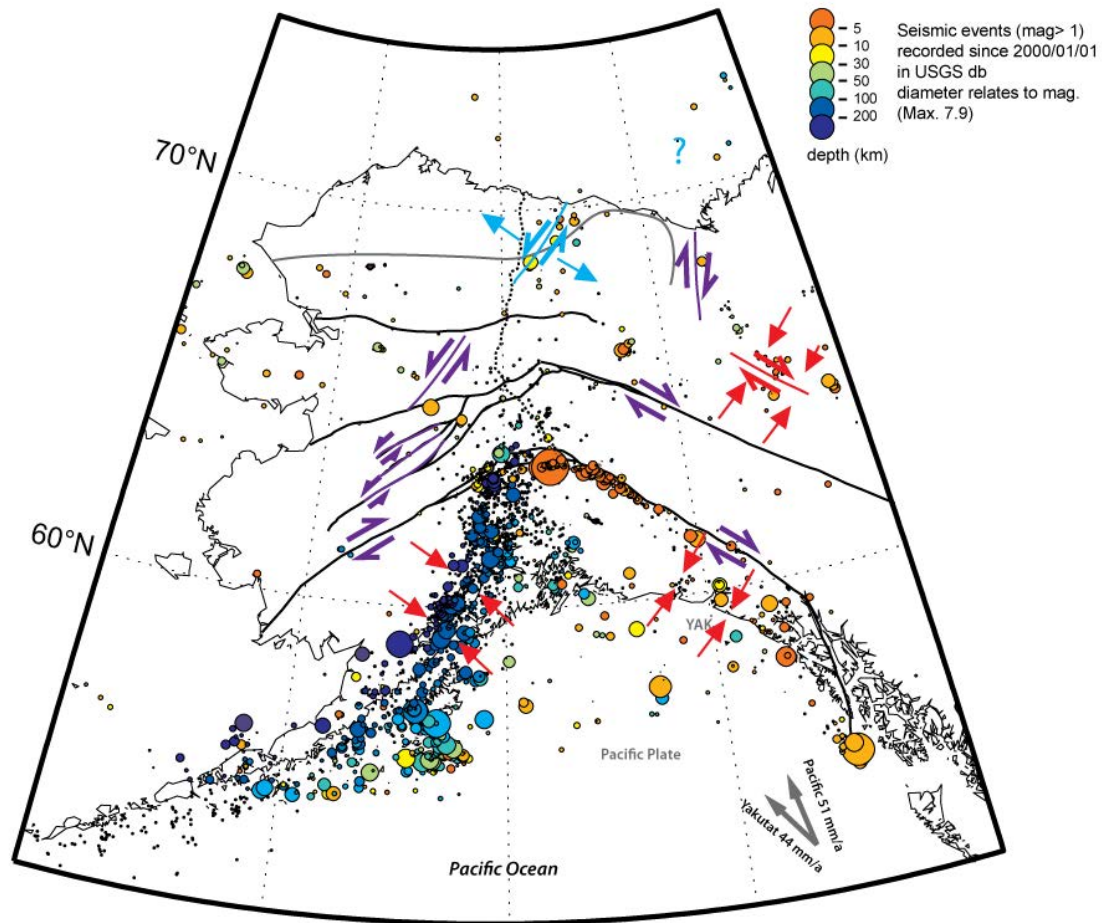 5
10
30
50
100
200
depth (km)
Seismic events (mag> 1)
recorded since 2000/01/01
in USGS db
diameter relates to mag.
(Max. 7.9)
70°N
?
60°N
YAK
Pacific Plate
Pacific 51 mm/a
Yakutat 44 mm/a
Pacific Ocean